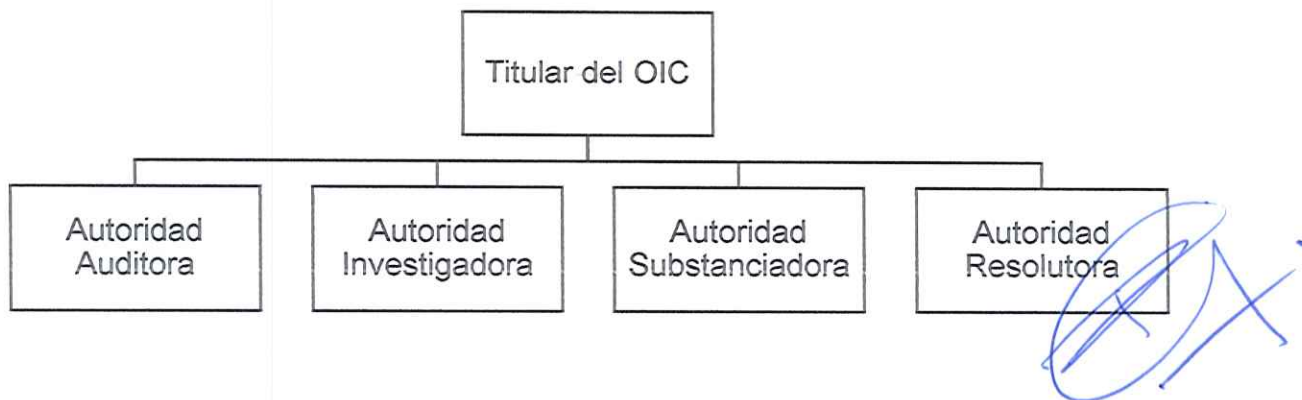 Titular del OIC
Autoridad
Auditora
Autoridad
Investigadora
Autoridad
Substanciadora
Autoridad
Resolutora